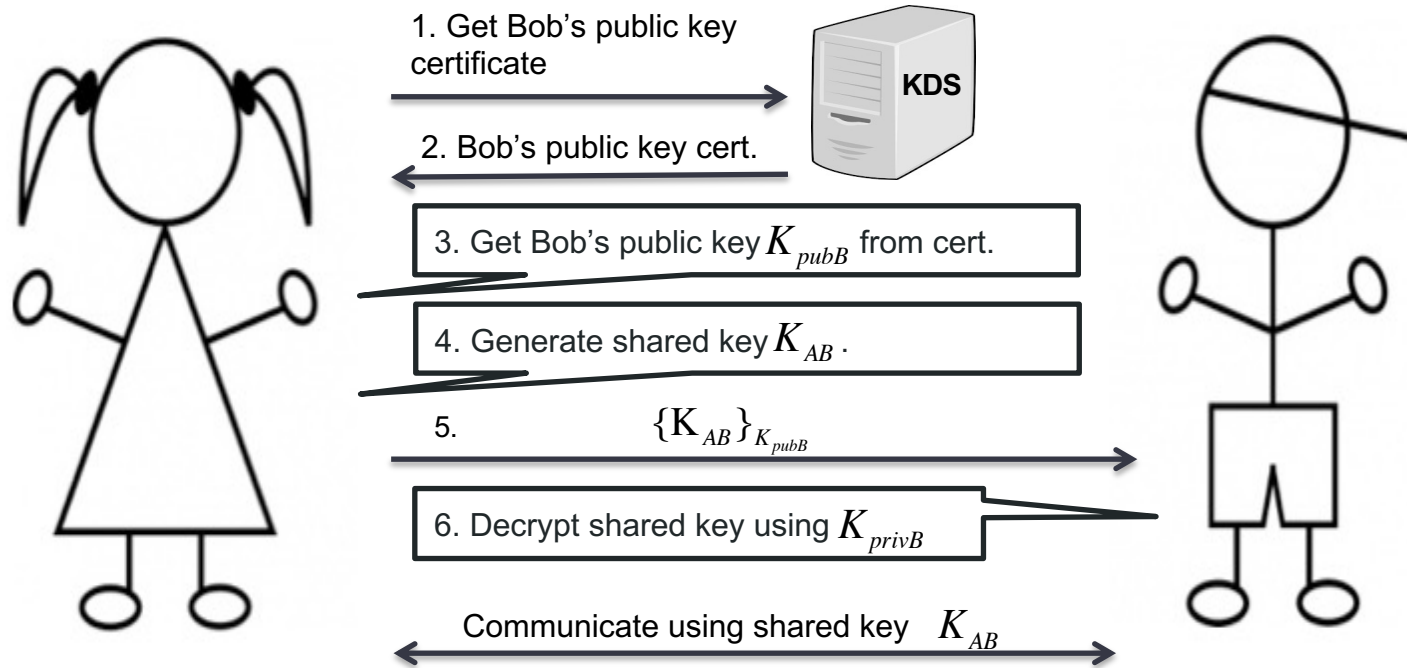 1. Get Bob’s public key
certificate
KDS
2. Bob’s public key cert.
3. Get Bob’s public key K_pubB from cert.
4. Generate shared key K_AB .
5. {K_AB}_K_pubB
6. Decrypt shared key using K_privB
Communicate using shared key K_AB